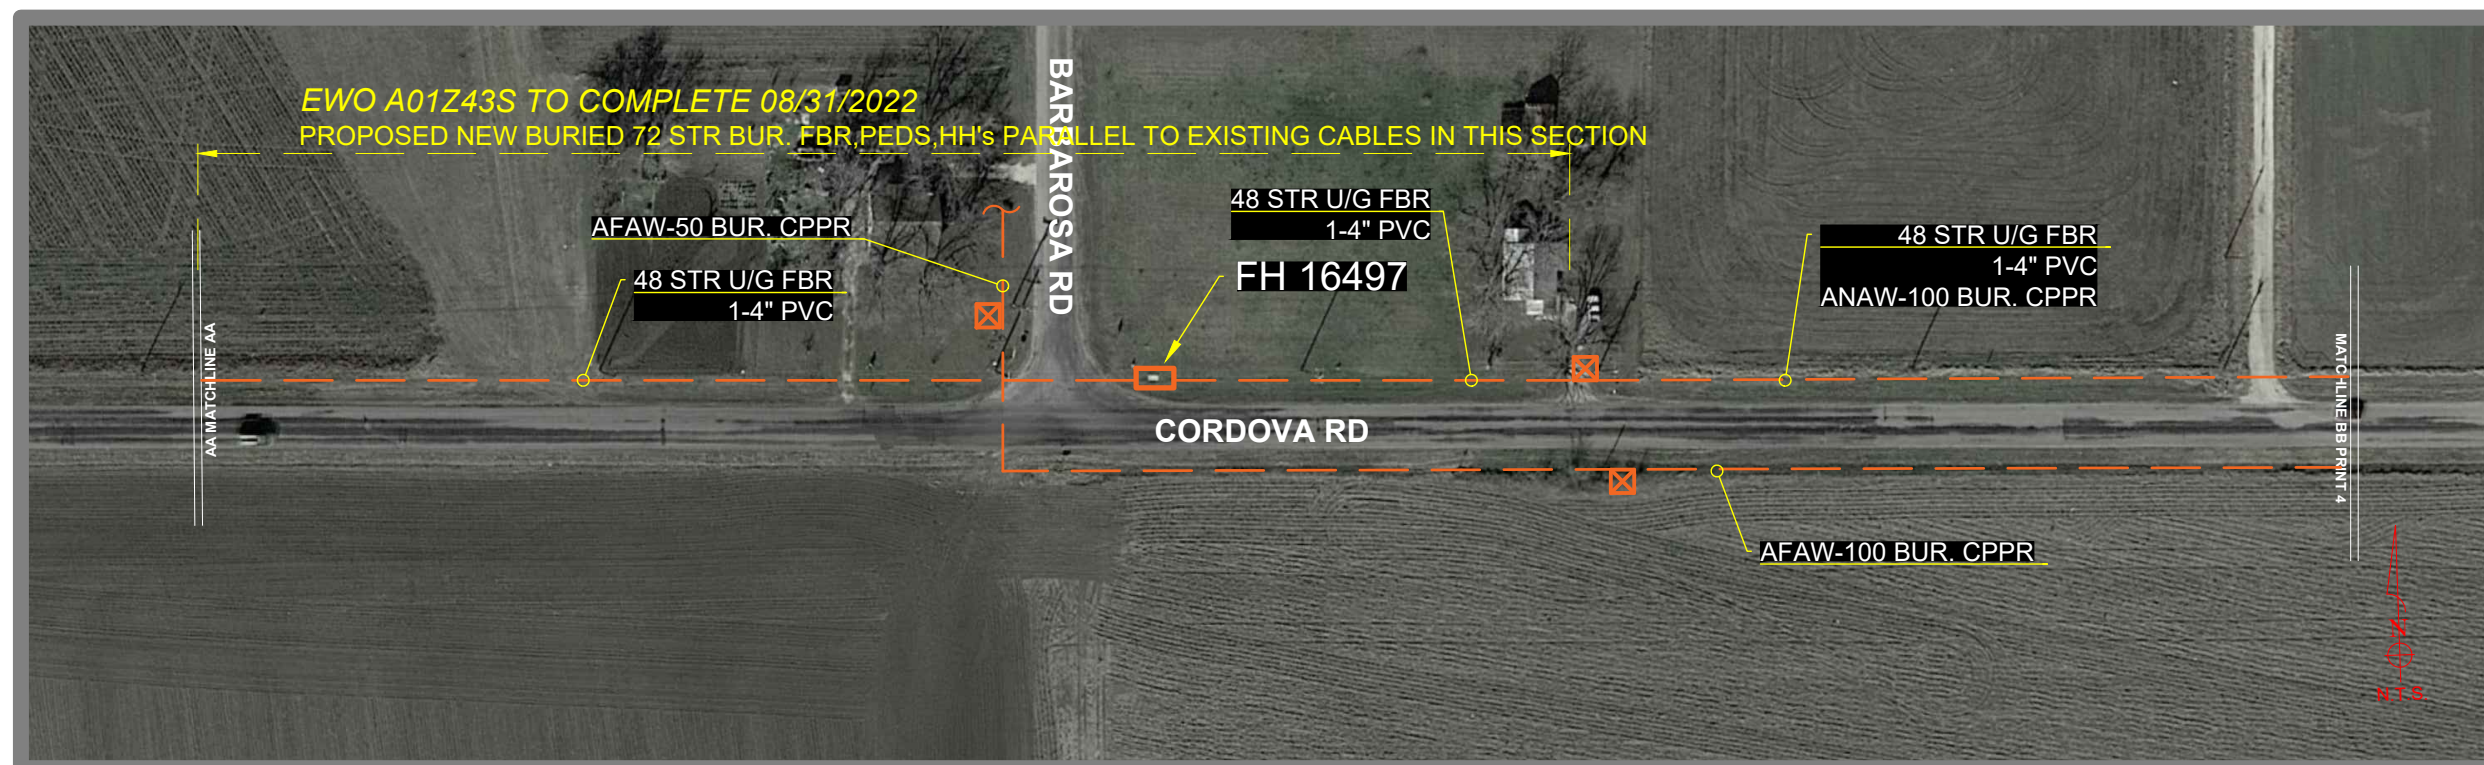 EWO A01Z43S TO COMPLETE 08/31/2022
PROPOSED NEW BURIED 72 STR BUR. FBR,PEDS,HH's PARALLEL TO EXISTING CABLES IN THIS SECTION
BARBAROSA RD
AFAW-50 BUR. CPPR
48 STR U/G FBR
1-4" PVC
48 STR U/G FBR
1-4" PVC
FH 16497
48 STR U/G FBR
1-4" PVC
ANAW-100 BUR. CPPR
AA MATCHLINE AA
CORDOVA RD
MATCHLINE BB PRINT 4
AFAW-100 BUR. CPPR
N
N.T.S.